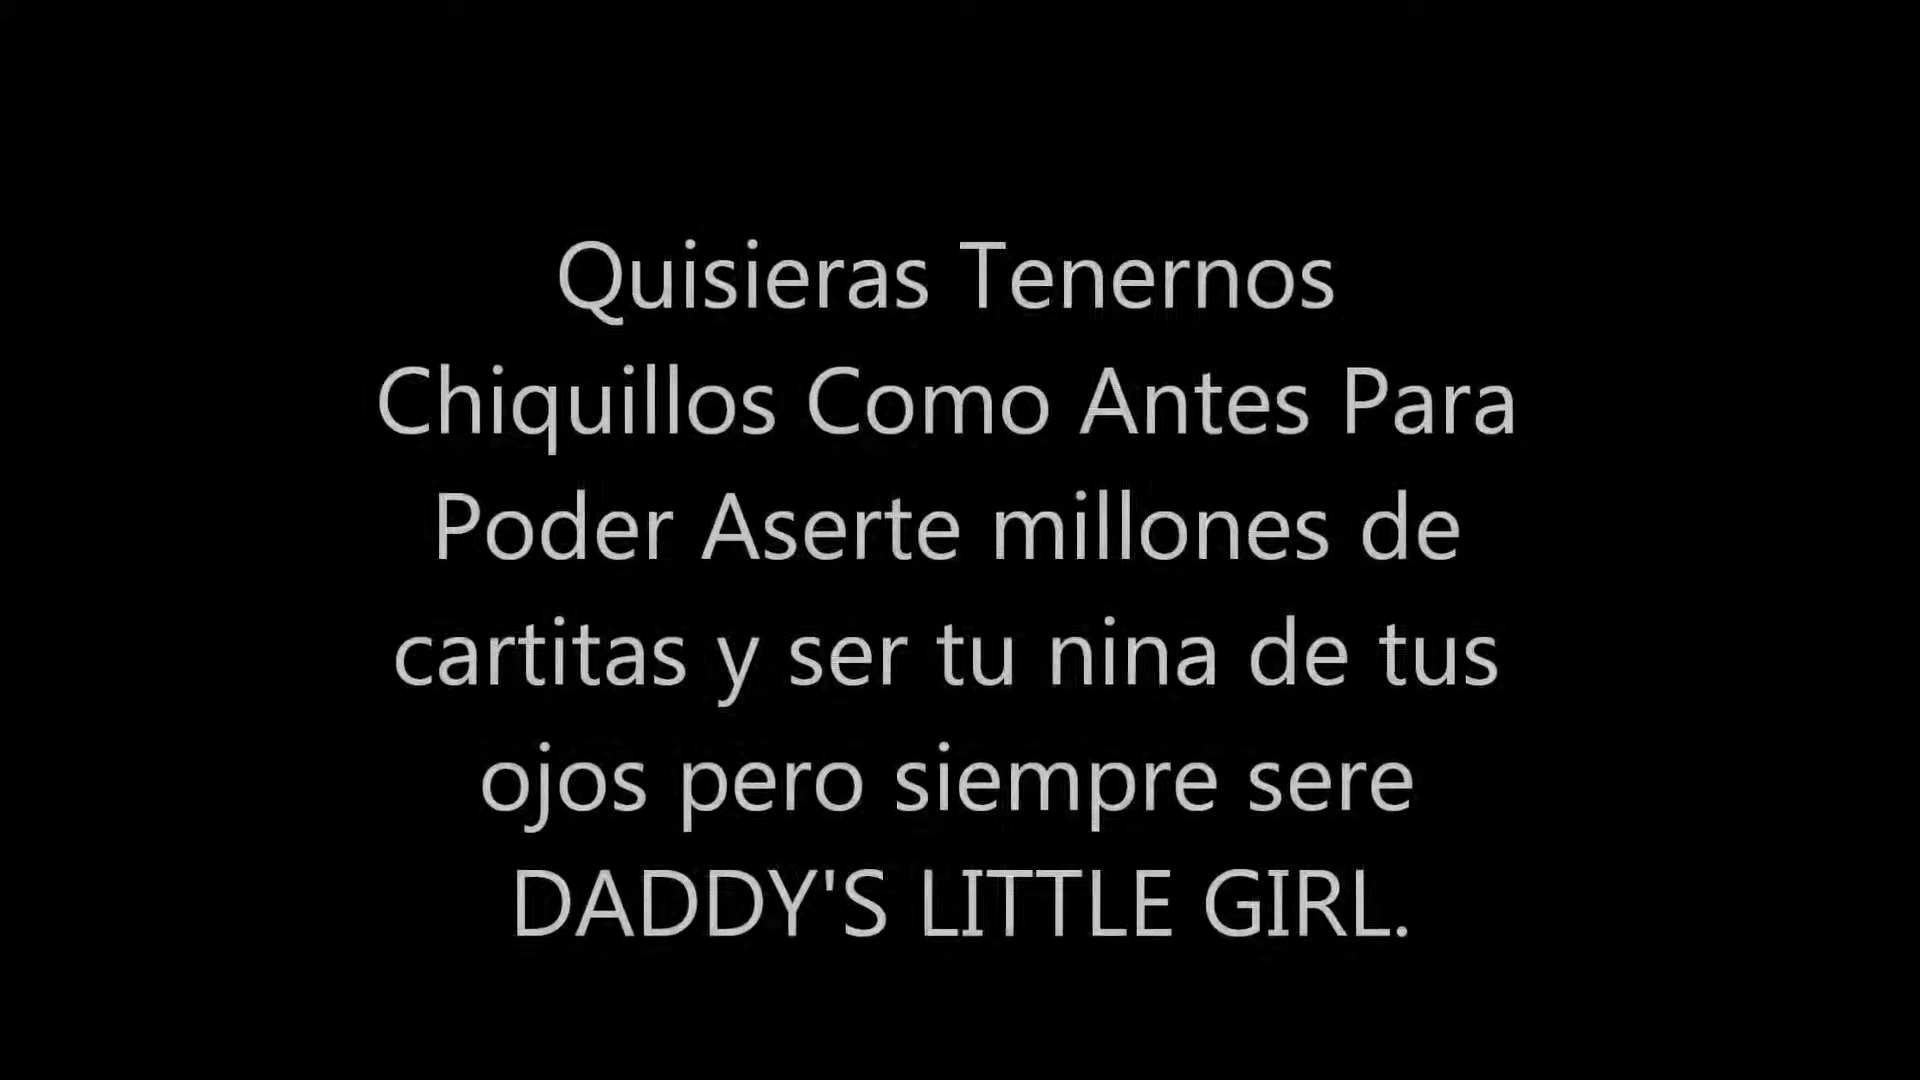 Quisieras Tenernos
Chiquillos Como Antes Para
Poder Aserte millones de
cartitas y ser tu nina de tus
ojos pero siempre sere
DADDY'S LITTLE GIRL.